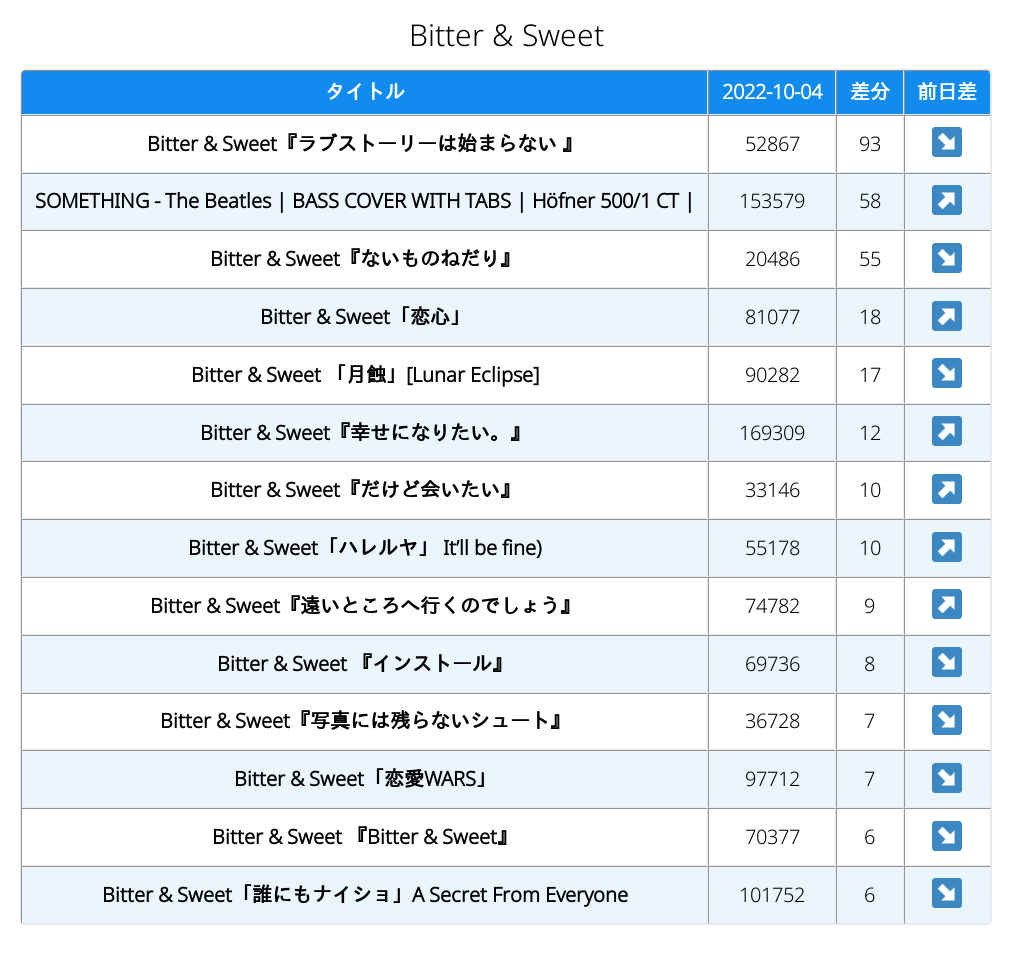 Bitter & Sweet
タイトル 2022-10-04 差分 前日差
Bitter & Sweet『ラブストーリーは始まらない 』 52867 93
SOMETHING - The Beatles | BASS COVER WITH TABS | Höfner 500/1 CT | 153579 58
Bitter & Sweet『ないものねだり』 20486 55
Bitter & Sweet「恋心」 81077 18
Bitter & Sweet 「月蝕」[Lunar Eclipse] 90282 17
Bitter & Sweet『幸せになりたい。』 169309 12
Bitter & Sweet『だけど会いたい』 33146 10
Bitter & Sweet「ハレルヤ」 It’ll be fine) 55178 10
Bitter & Sweet『遠いところへ行くのでしょう』 74782 9
Bitter & Sweet 『インストール』 69736 8
Bitter & Sweet『写真には残らないシュート』 36728 7
Bitter & Sweet「恋愛WARS」 97712 7
Bitter & Sweet 『Bitter & Sweet』 70377 6
Bitter & Sweet「誰にもナイショ」A Secret From Everyone 101752 6